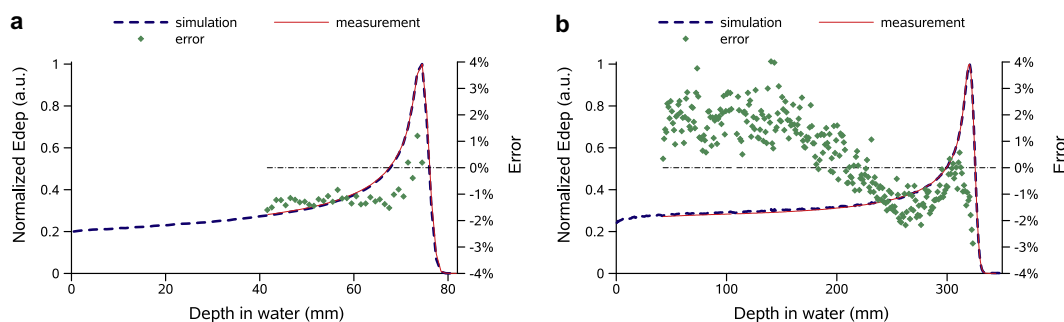 a
simulation
measurement
error
Normalized Edep (a.u.)
1
0.8
0.6
0.4
0.2
0
4%
3%
2%
1%
0%
-1%
-2%
-3%
-4%
Error
0
20
40
60
80
Depth in water (mm)
b
simulation
measurement
error
Normalized Edep (a.u.)
1
0.8
0.6
0.4
0.2
0
4%
3%
2%
1%
0%
-1%
-2%
-3%
-4%
Error
0
100
200
300
Depth in water (mm)